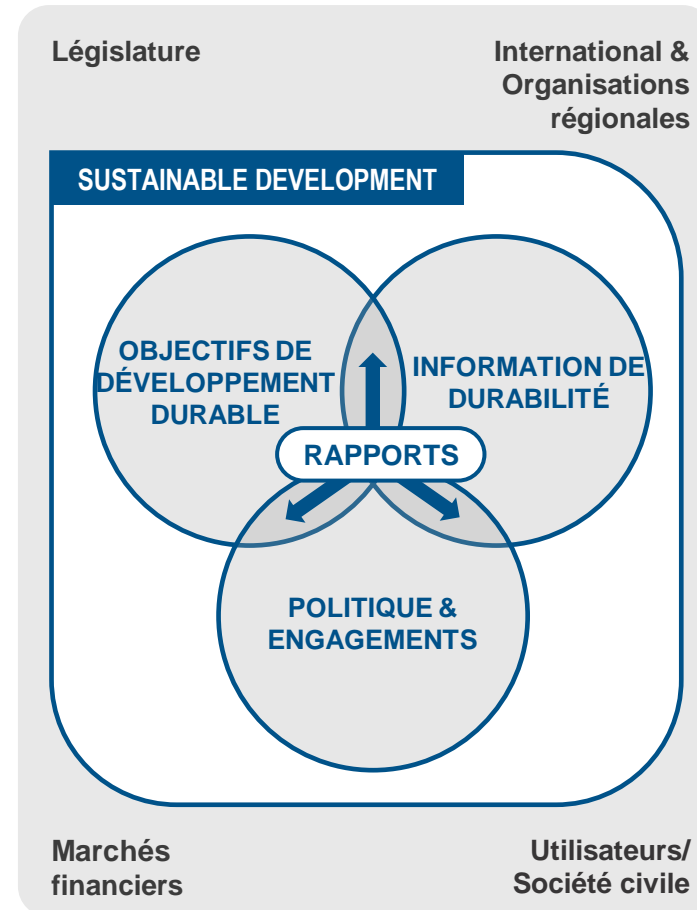 Législature
International &
Organisations
régionales
SUSTAINABLE DEVELOPMENT
OBJECTIFS DE
DÉVELOPPEMENT
DURABLE
INFORMATION DE
DURABILITÉ
RAPPORTS
POLITIQUE &
ENGAGEMENTS
Marchés
financiers
Utilisateurs/
Société civile